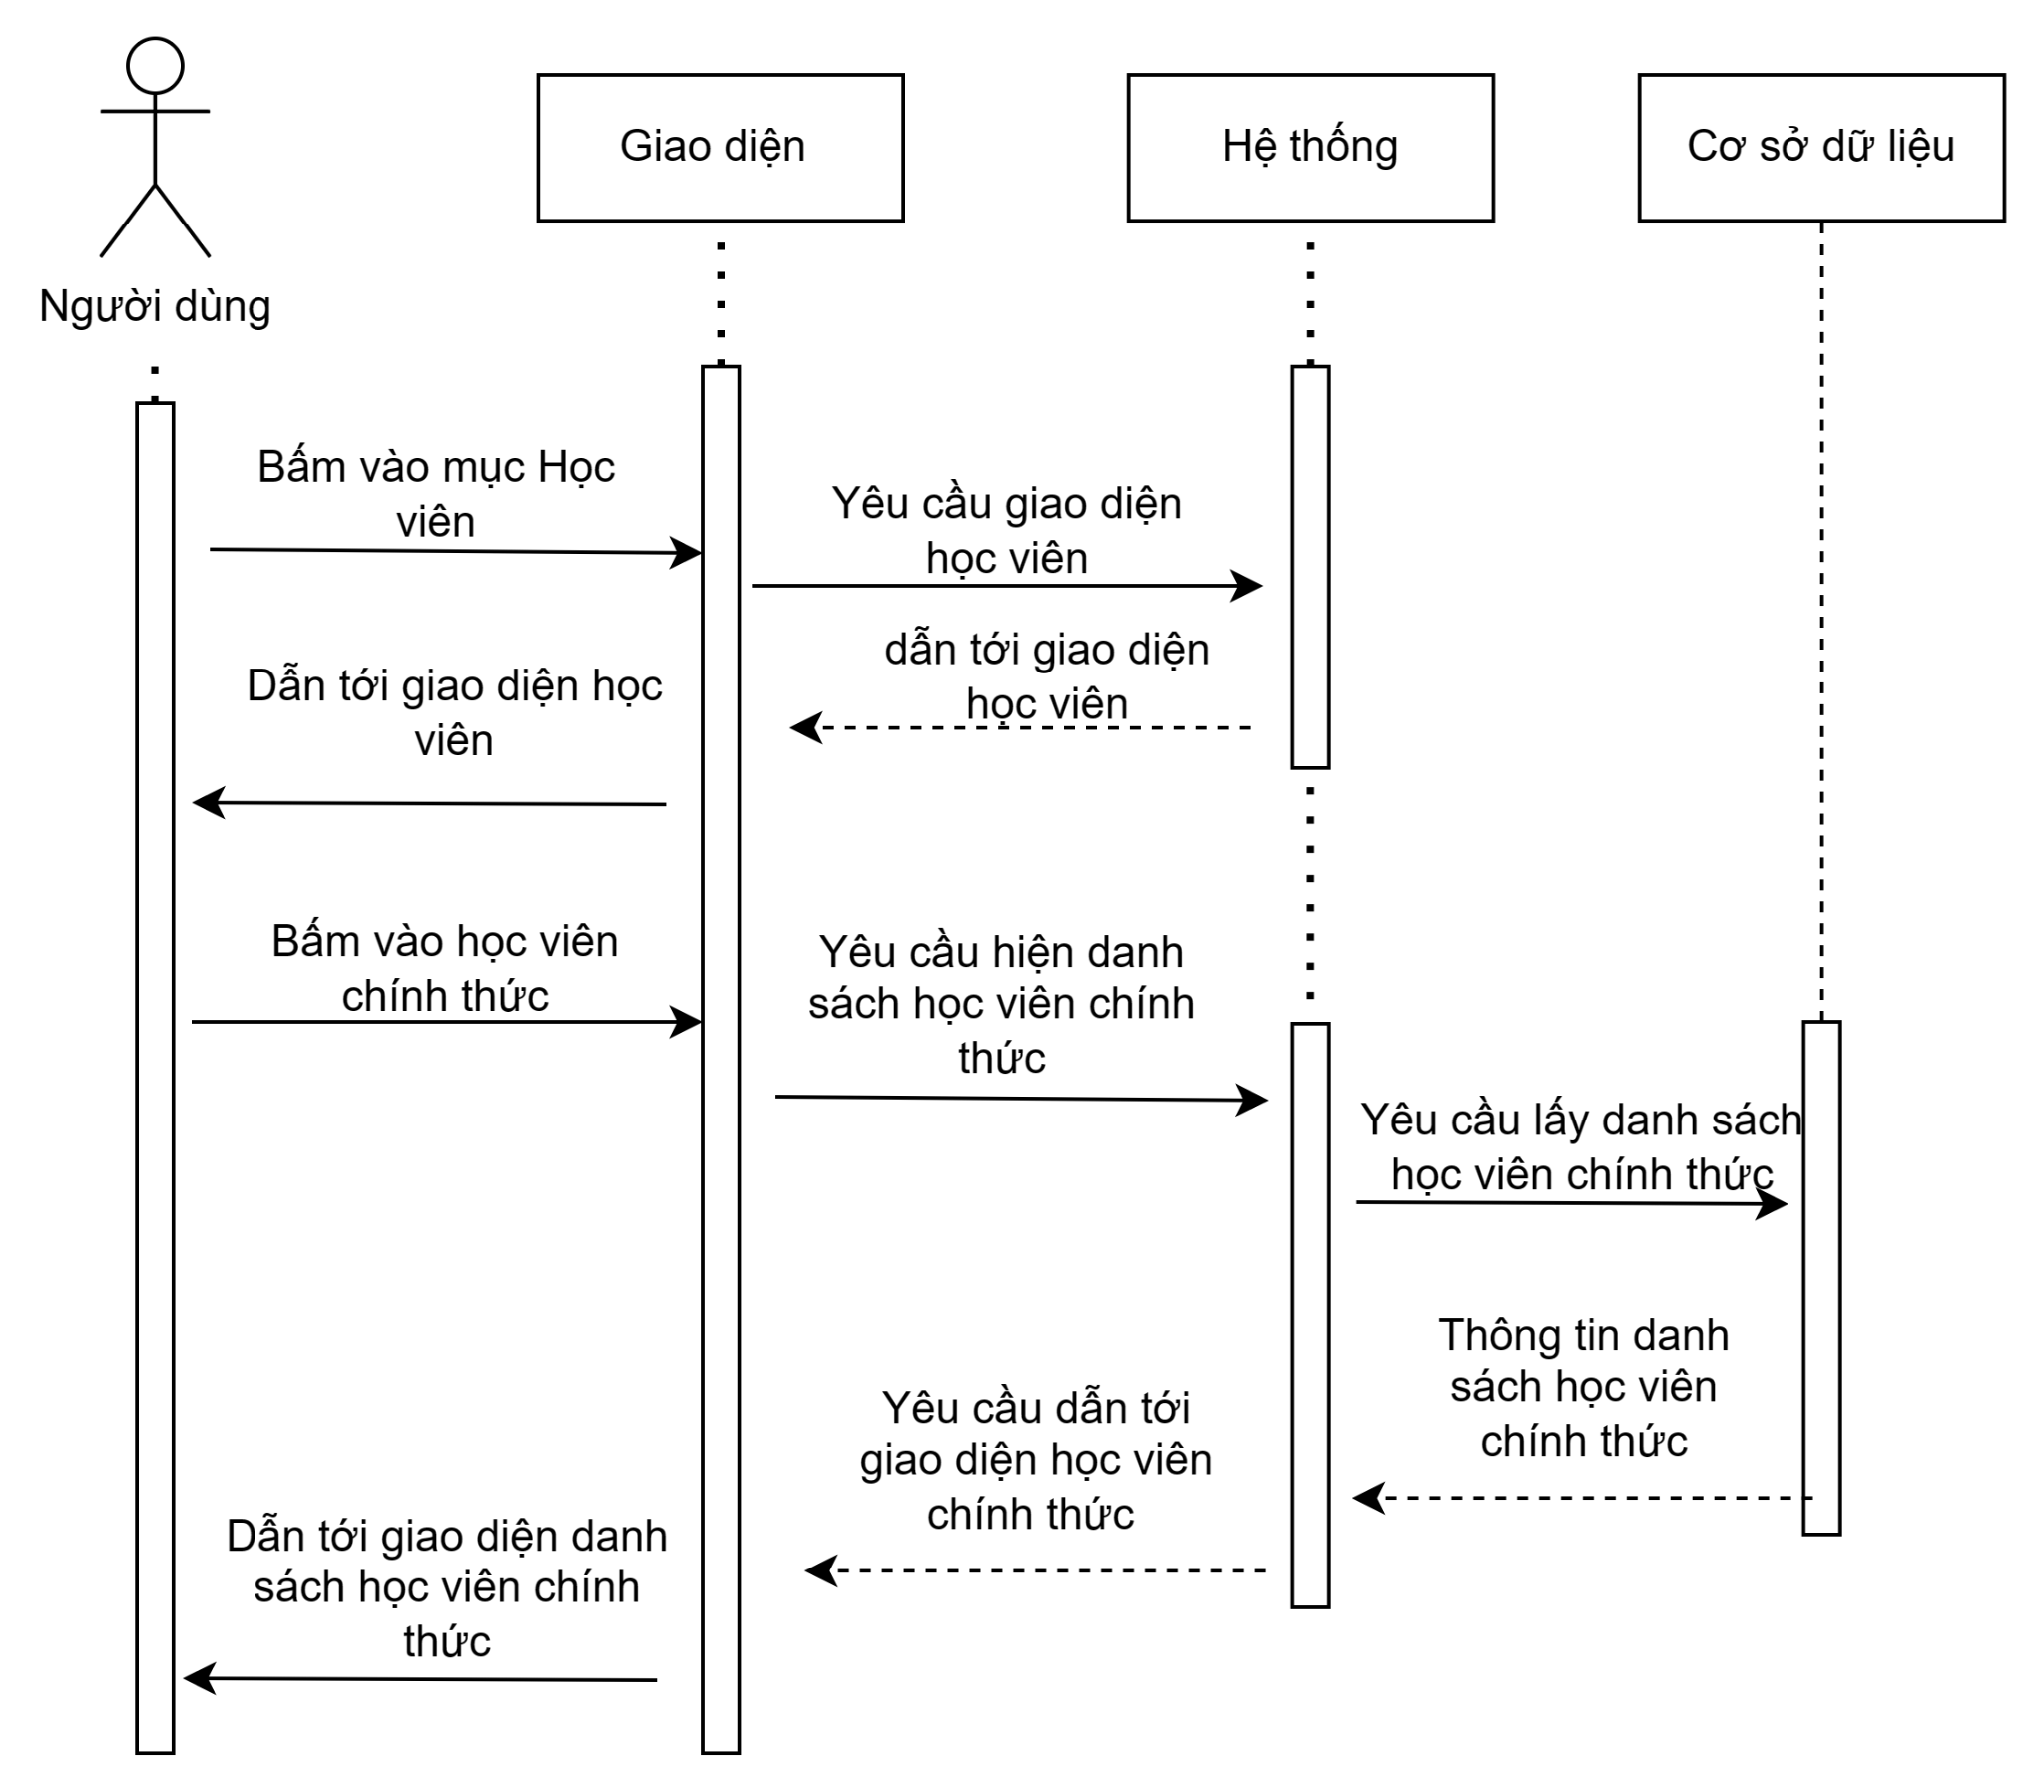 Người dùng
Giao diện
Hệ thống
Cơ sở dữ liệu
Bấm vào mục Học
viên
Yêu cầu giao diện
học viên
dẫn tới giao diện
học viên
Dẫn tới giao diện học
viên
Bấm vào học viên
chính thức
Yêu cầu hiện danh
sách học viên chính
thức
Yêu cầu lấy danh sách
học viên chính thức
Thông tin danh
sách học viên
chính thức
Yêu cầu dẫn tới
giao diện học viên
chính thức
Dẫn tới giao diện danh
sách học viên chính
thức